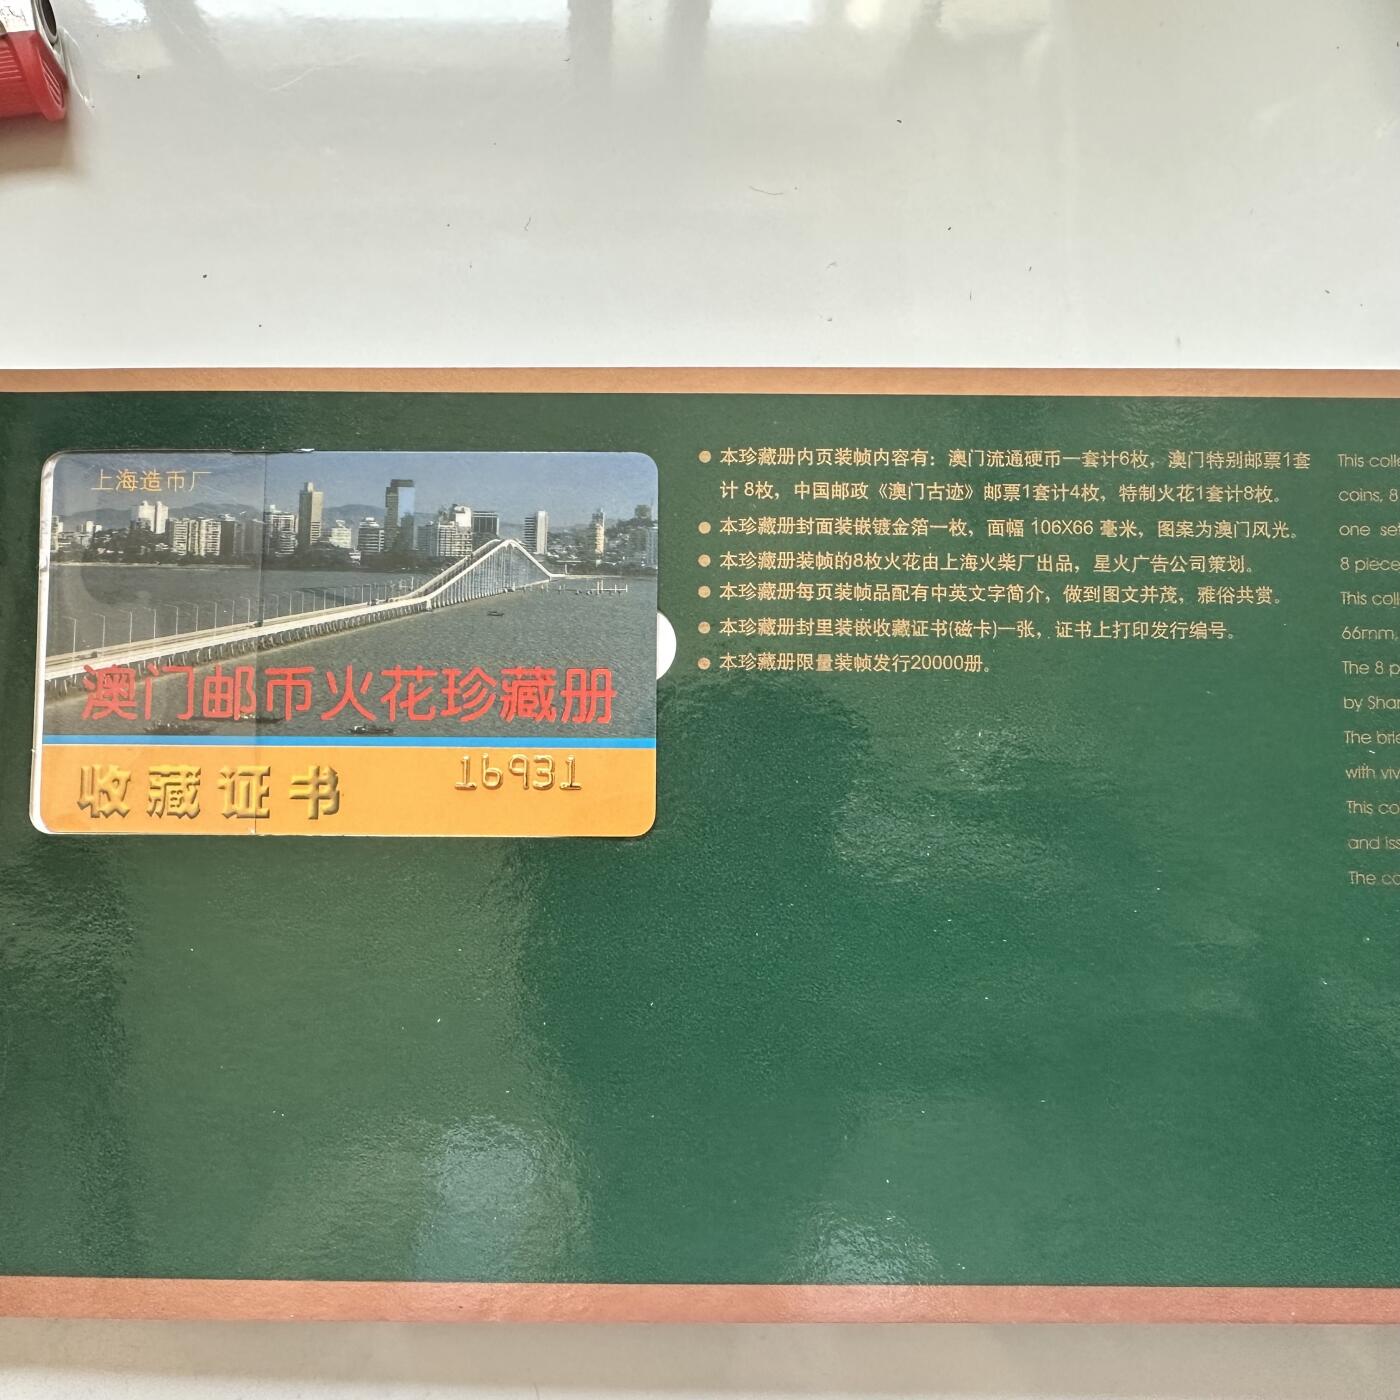 上海造币厂
澳门邮币火花珍藏册
收藏证书
16931
本珍藏册内页装帧内容有：澳门流通硬币一套计6枚，澳门特别邮票1套
计 8枚，中国邮政《澳门古迹》邮票1套计4枚，特制火花1套计8枚。
本珍藏册封面装嵌镀金箔一枚，面幅 106X66 毫米，图案为澳门风光。
本珍藏册装帧的8枚火花由上海火柴厂出品，星火广告公司策划。
本珍藏册每页装帧品配有中英文字简介，做到图文并茂，雅俗共赏。
本珍藏册封里装嵌收藏证书(磁卡)一张，证书上打印发行编号。
本珍藏册限量装帧发行20000册。
This
coins, 8
one
8
This
66mm,
The 8
by
The
with
This
and
The